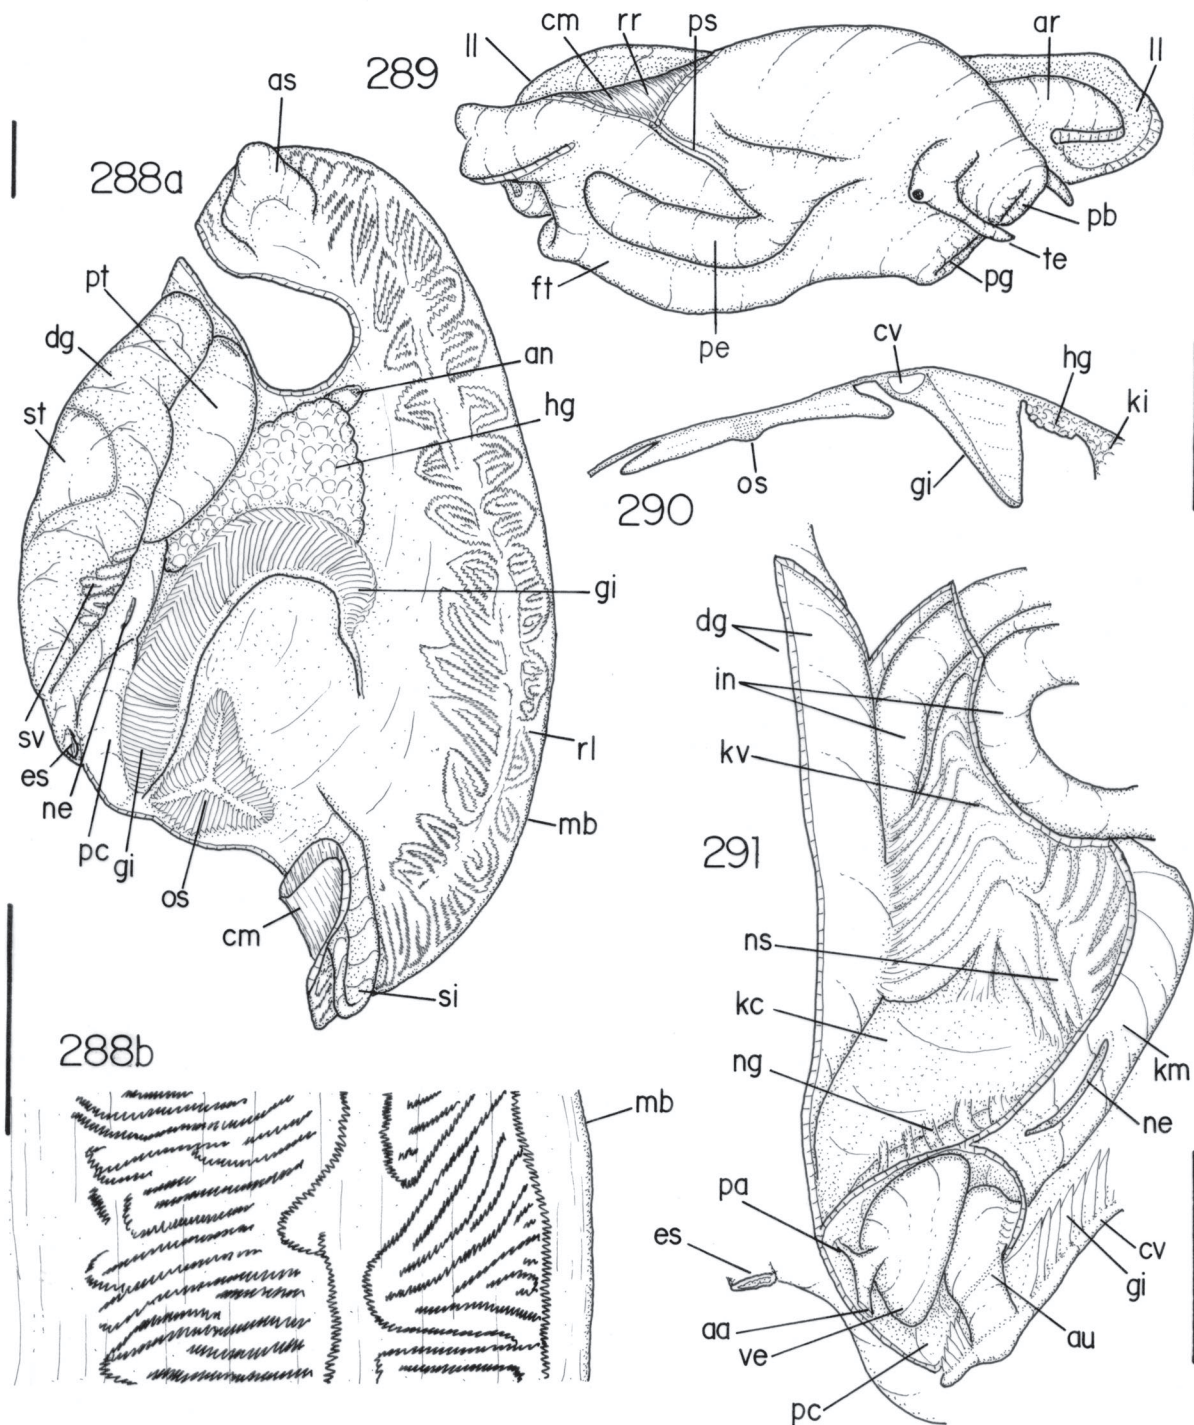 288a
as
pt
dg
st
sv
es
ne
pc
gi
os
an
hg
gi
rl
mb
cm
si
289
ll
cm
rr
ps
ar
ll
pb
te
pg
pe
ft
290
cv
hg
ki
gi
os
288b
mb
291
dg
in
kv
ns
kc
ng
pa
es
aa
ve
pc
km
ne
cv
gi
au